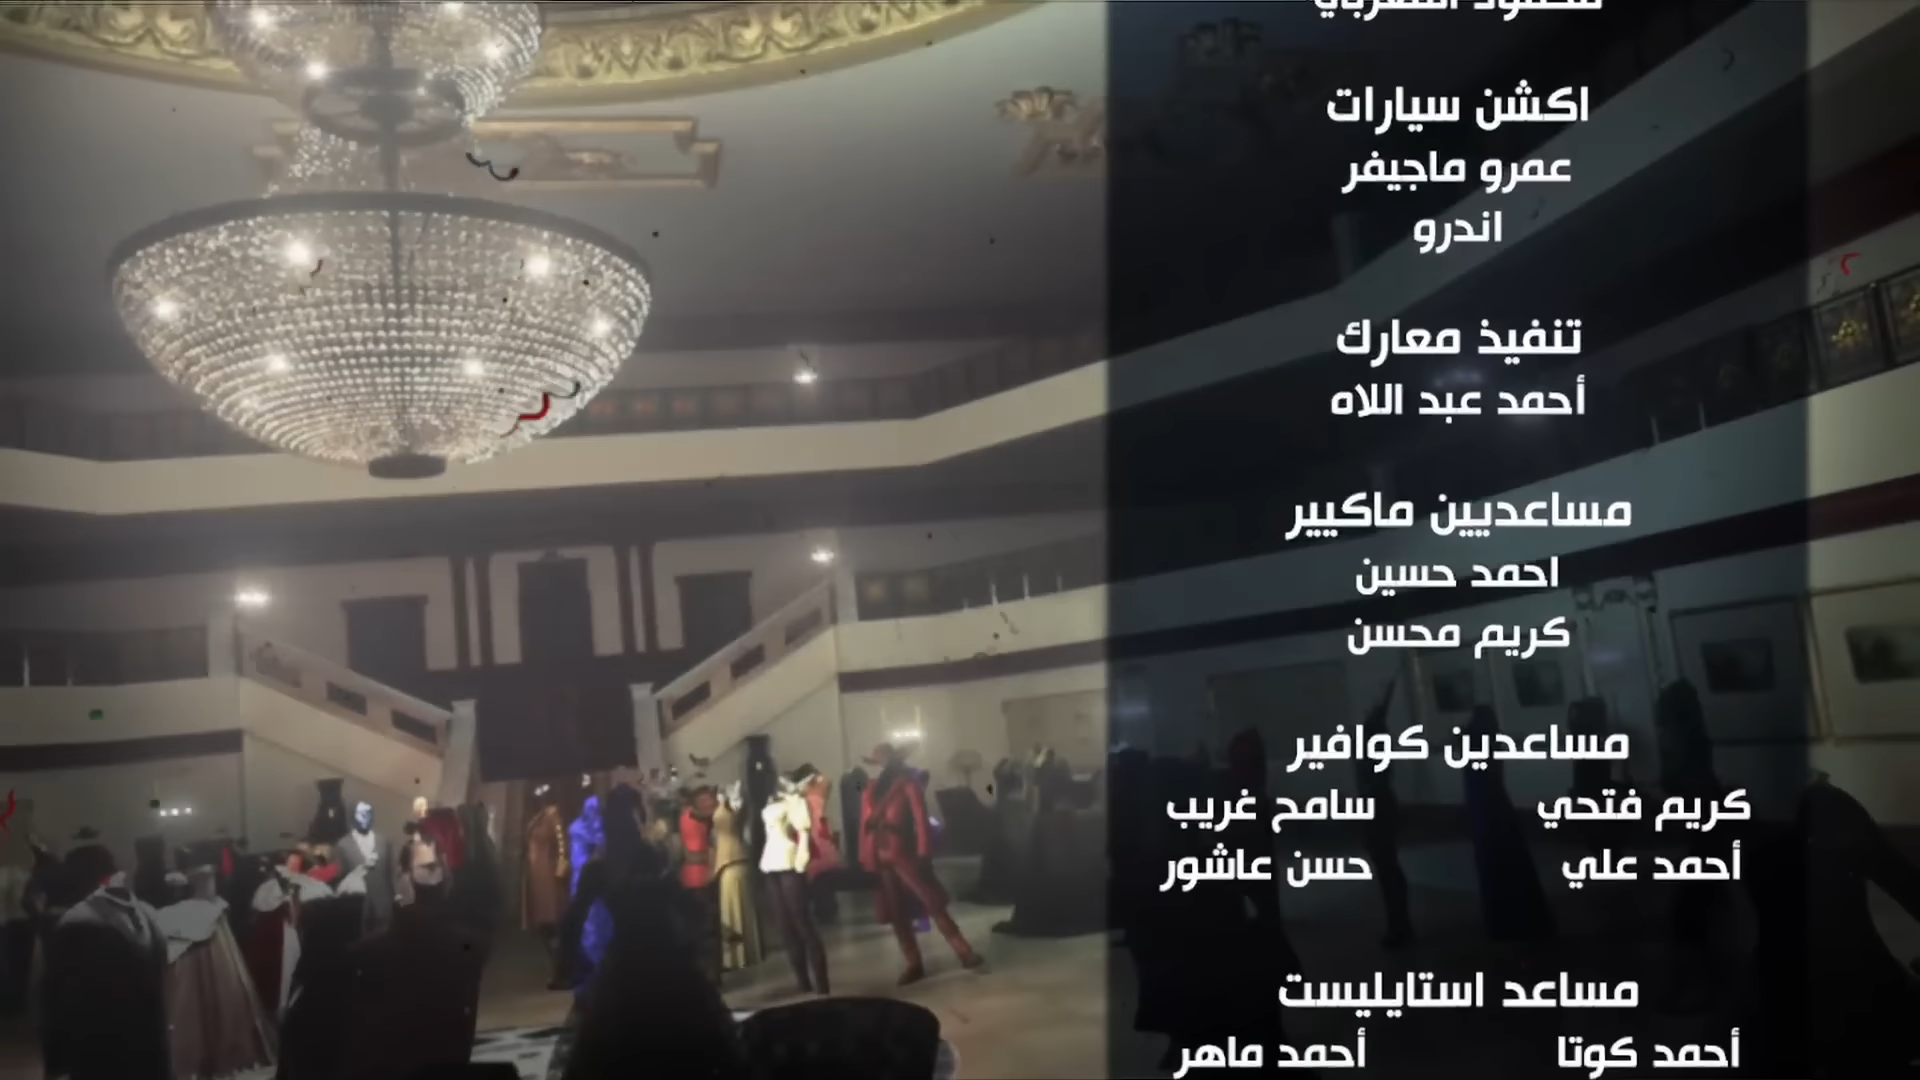 اكشن سيارات
عمرو ماجيفر
اندرو
تنفيذ معارك
أحمد عبد اللاه
مساعديين ماكيير
احمد حسين
كريم محسن
مساعدين كوافير
كريم فتحي سامح غريب
أحمد علي حسن عاشور
مساعد استايليست
أحمد كوتا أحمد ماهر